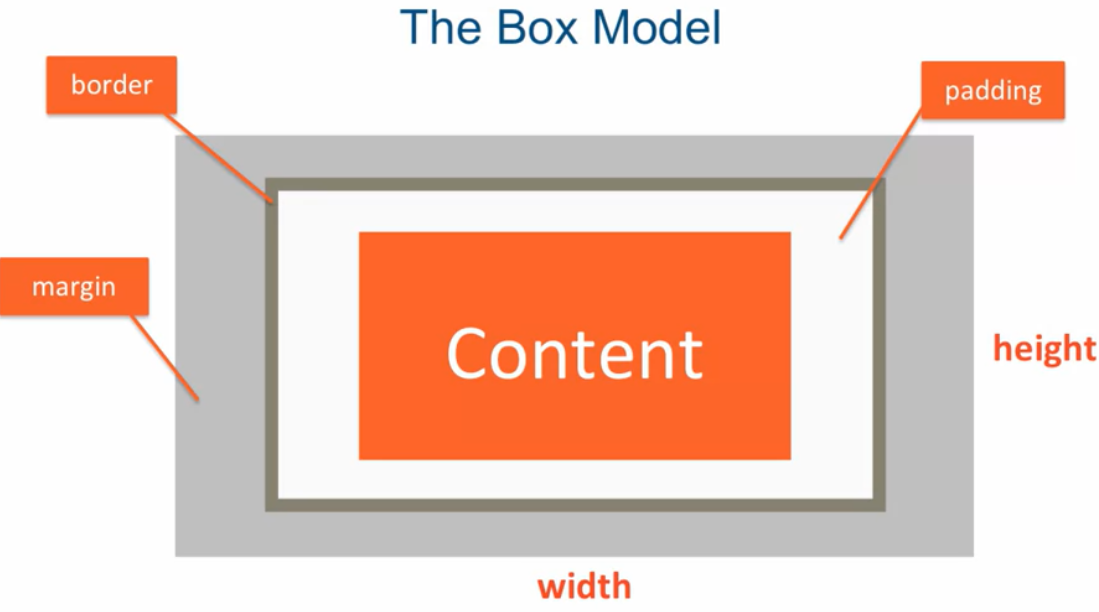 The Box Model
border
padding
margin
Content
height
width